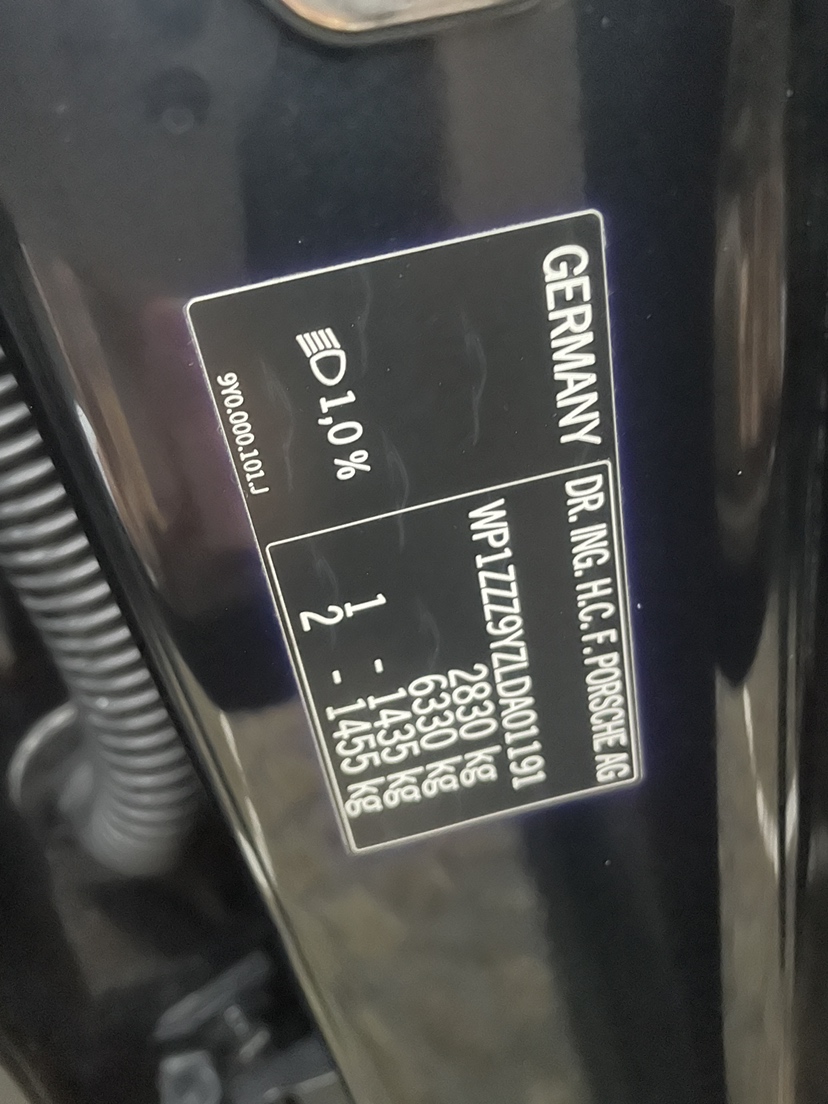 GERMANY
DR. ING. H.C. F. PORSCHE AG
WP1ZZZ9YZLDA01191
2830 kg
6330 kg
1 - 1435 kg
2 - 1455 kg
1,0 %
9Y0.000.101.J